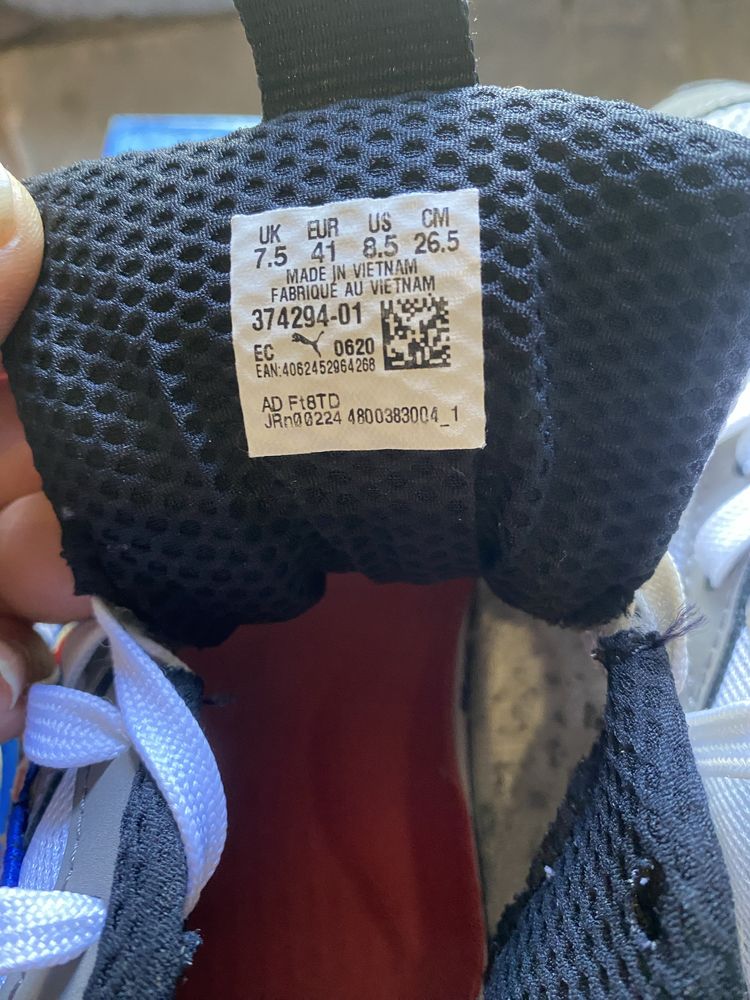 UK EUR US CM
7.5 41 8.5 26.5
MADE IN VIETNAM
FABRIQUÉ AU VIETNAM
374294-01
EC 0620
EAN:4062452964268
AD Ft8TD
JRn00224 4800383004_1